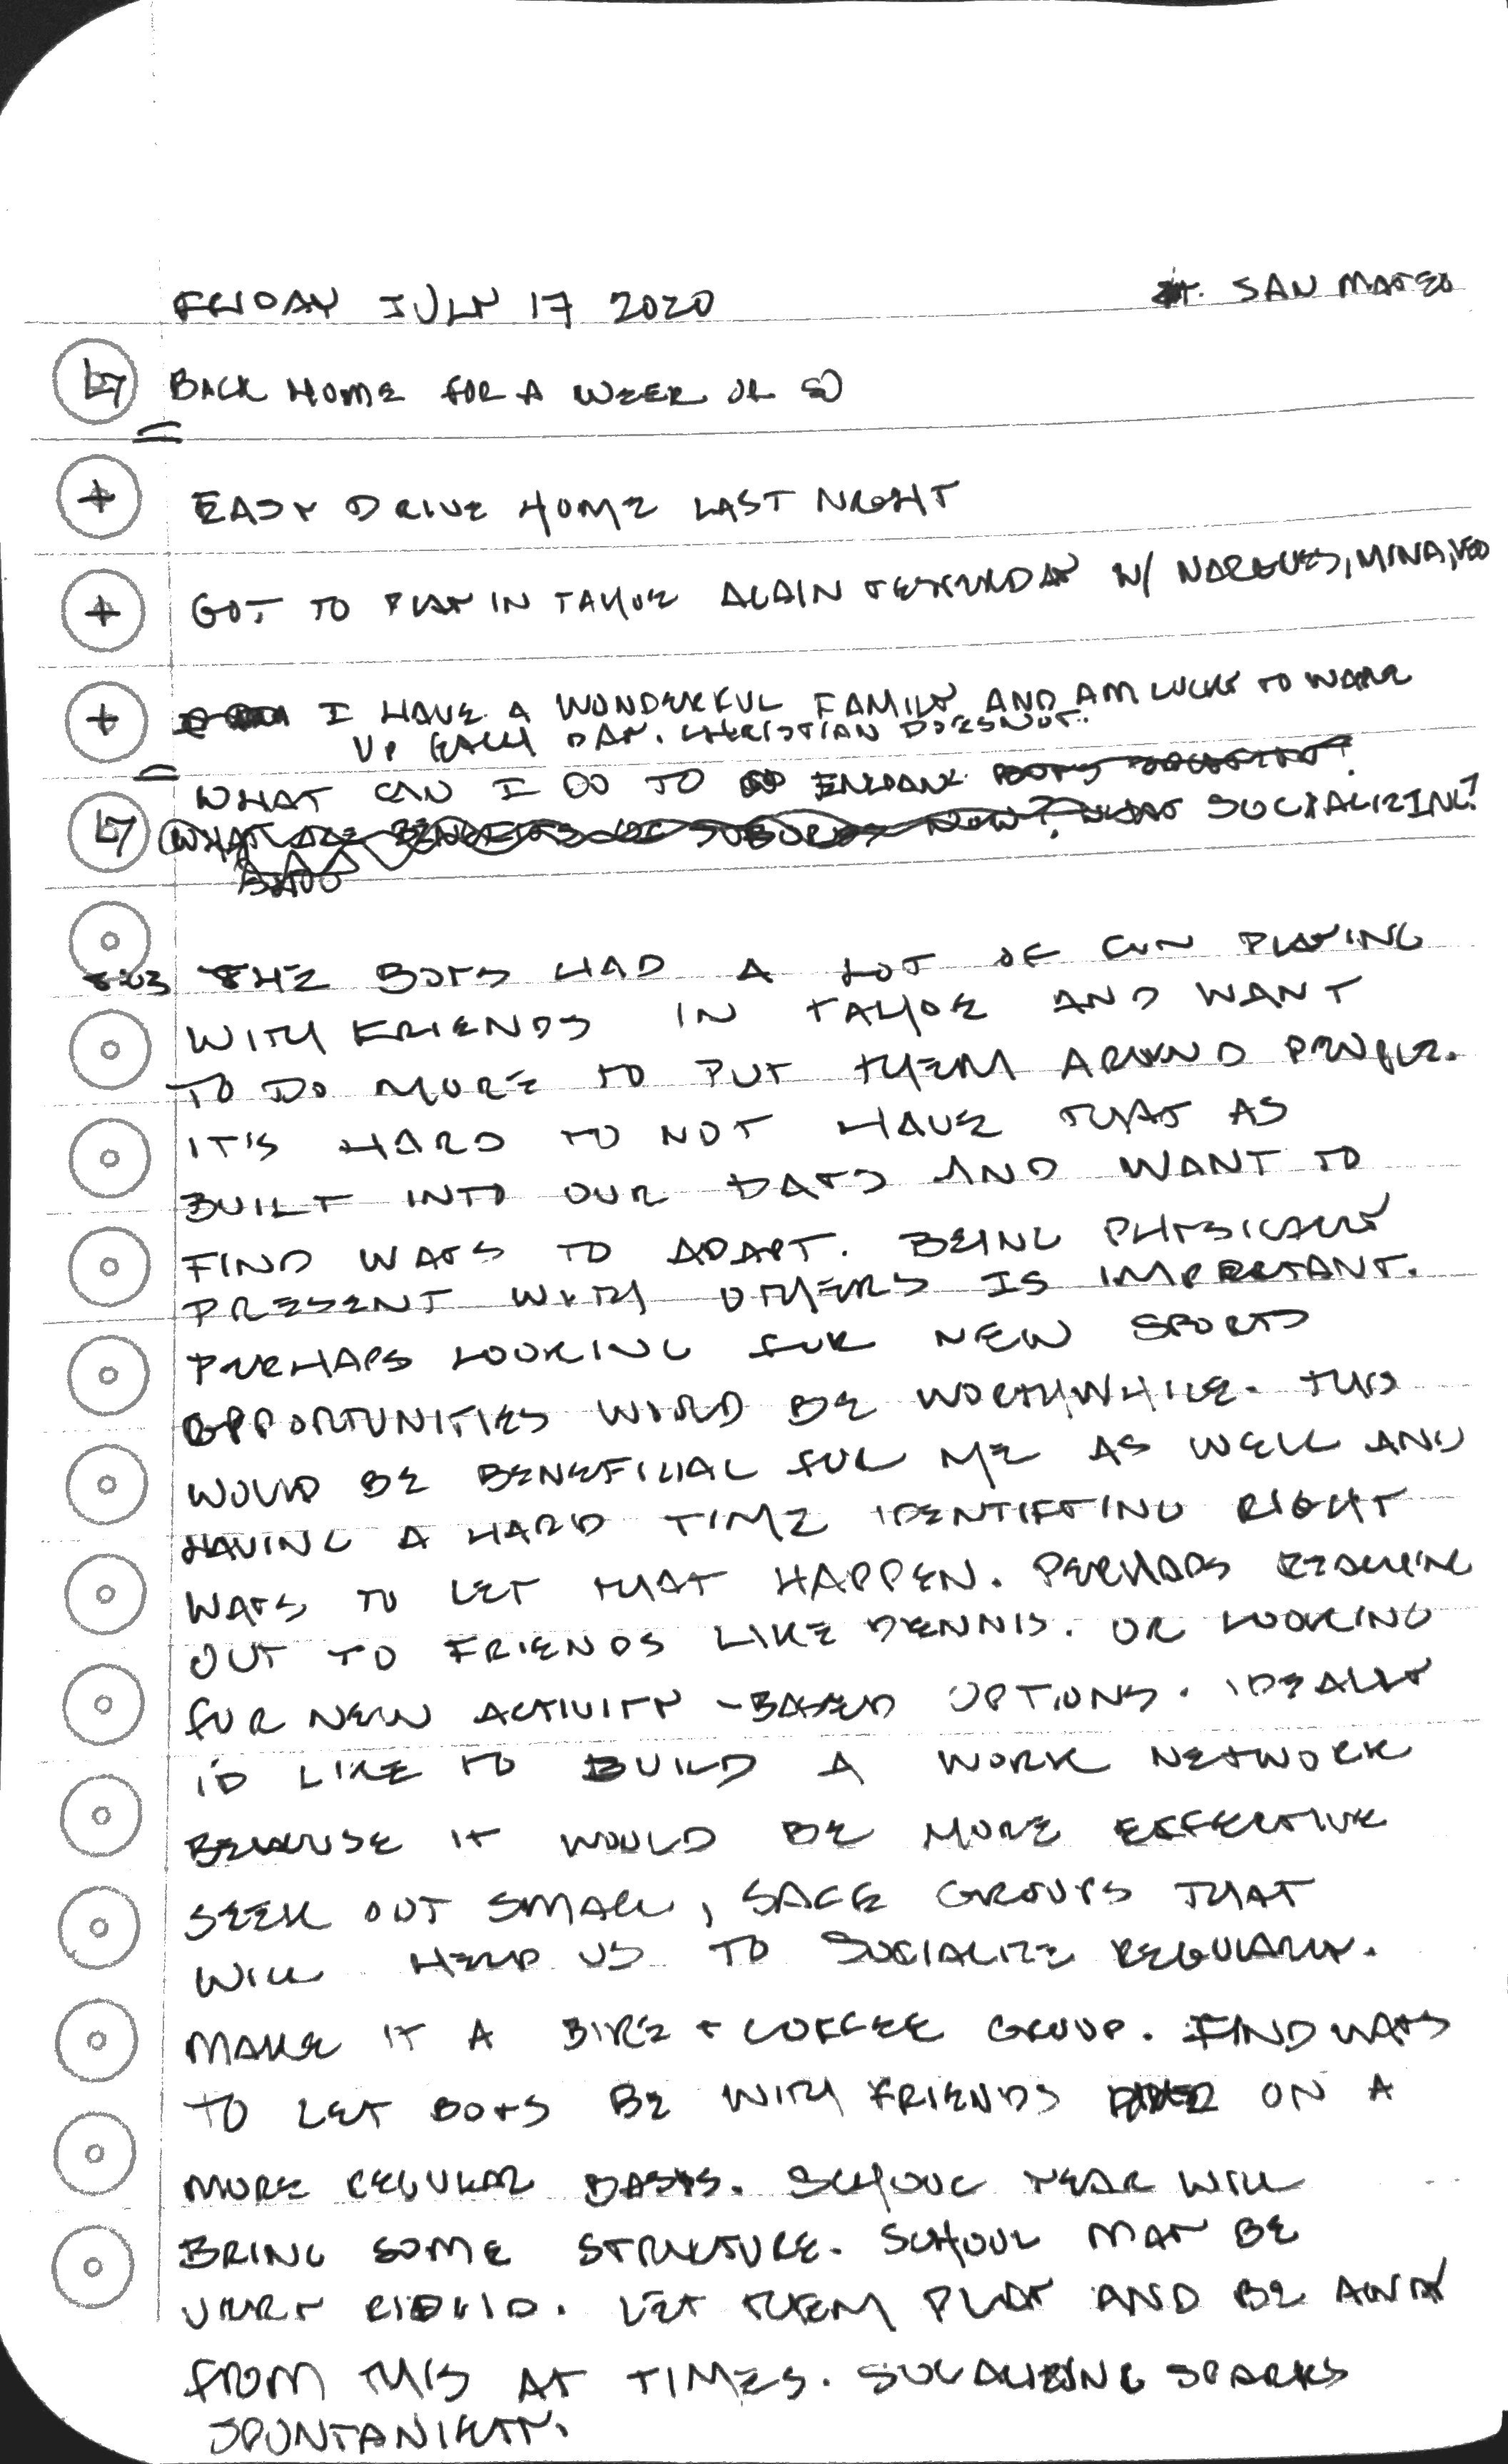 FRIDAY JULY 17 2020 SAN MATEO
BACK HOME FOR A WEEK OR SO
+ EASY DRIVE HOME LAST NIGHT
+ GOT TO PLAY IN TAHOE AGAIN YESTERDAY W/ NARGUES, MINA,
+ I HAVE A WONDERFUL FAMILY AND AM LUCKY TO WAKE
UP EACH DAY. CHRISTIAN DOES NOT.
WHAT CAN I DO TO
SOCIALIZING?
THE BOYS HAD A LOT OF FUN PLAYING
WITH FRIENDS IN TAHOE AND WANT
TO DO MORE TO PUT THEM AROUND PEOPLE.
IT'S HARD TO NOT HAVE THAT AS
BUILT INTO OUR DAYS AND WANT TO
FIND WAYS TO ADAPT. BEING PHYSICALLY
PRESENT WITH OTHERS IS IMPORTANT.
PERHAPS LOOKING FOR NEW SPORTS
OPPORTUNITIES WOULD BE WORTHWHILE. THIS
WOULD BE BENEFICIAL FOR ME AS WELL AND
HAVING A HARD TIME IDENTIFYING RIGHT
WAYS TO LET THAT HAPPEN. PERHAPS REACHING
OUT TO FRIENDS LIKE DENNIS. OR LOOKING
FOR NEW ACTIVITY-BASED OPTIONS. IDEALLY
I'D LIKE TO BUILD A WORK NETWORK
BECAUSE IT WOULD BE MORE EFFECTIVE
SEEK OUT SMALL, SAFE GROUPS THAT
WILL HELP US TO SOCIALIZE REGULARLY.
MAKE IT A BIKE + COFFEE GROUP. FIND WAYS
TO LET BOYS BE WITH FRIENDS ON A
MORE REGULAR BASIS. SCHOOL YEAR WILL
BRING SOME STRUCTURE. SCHOOL MAY BE
VERY RIGID. LET THEM PLAY AND BE AWAY
FROM THIS AT TIMES. SOCIALIZING SPARKS
SPONTANIETY.